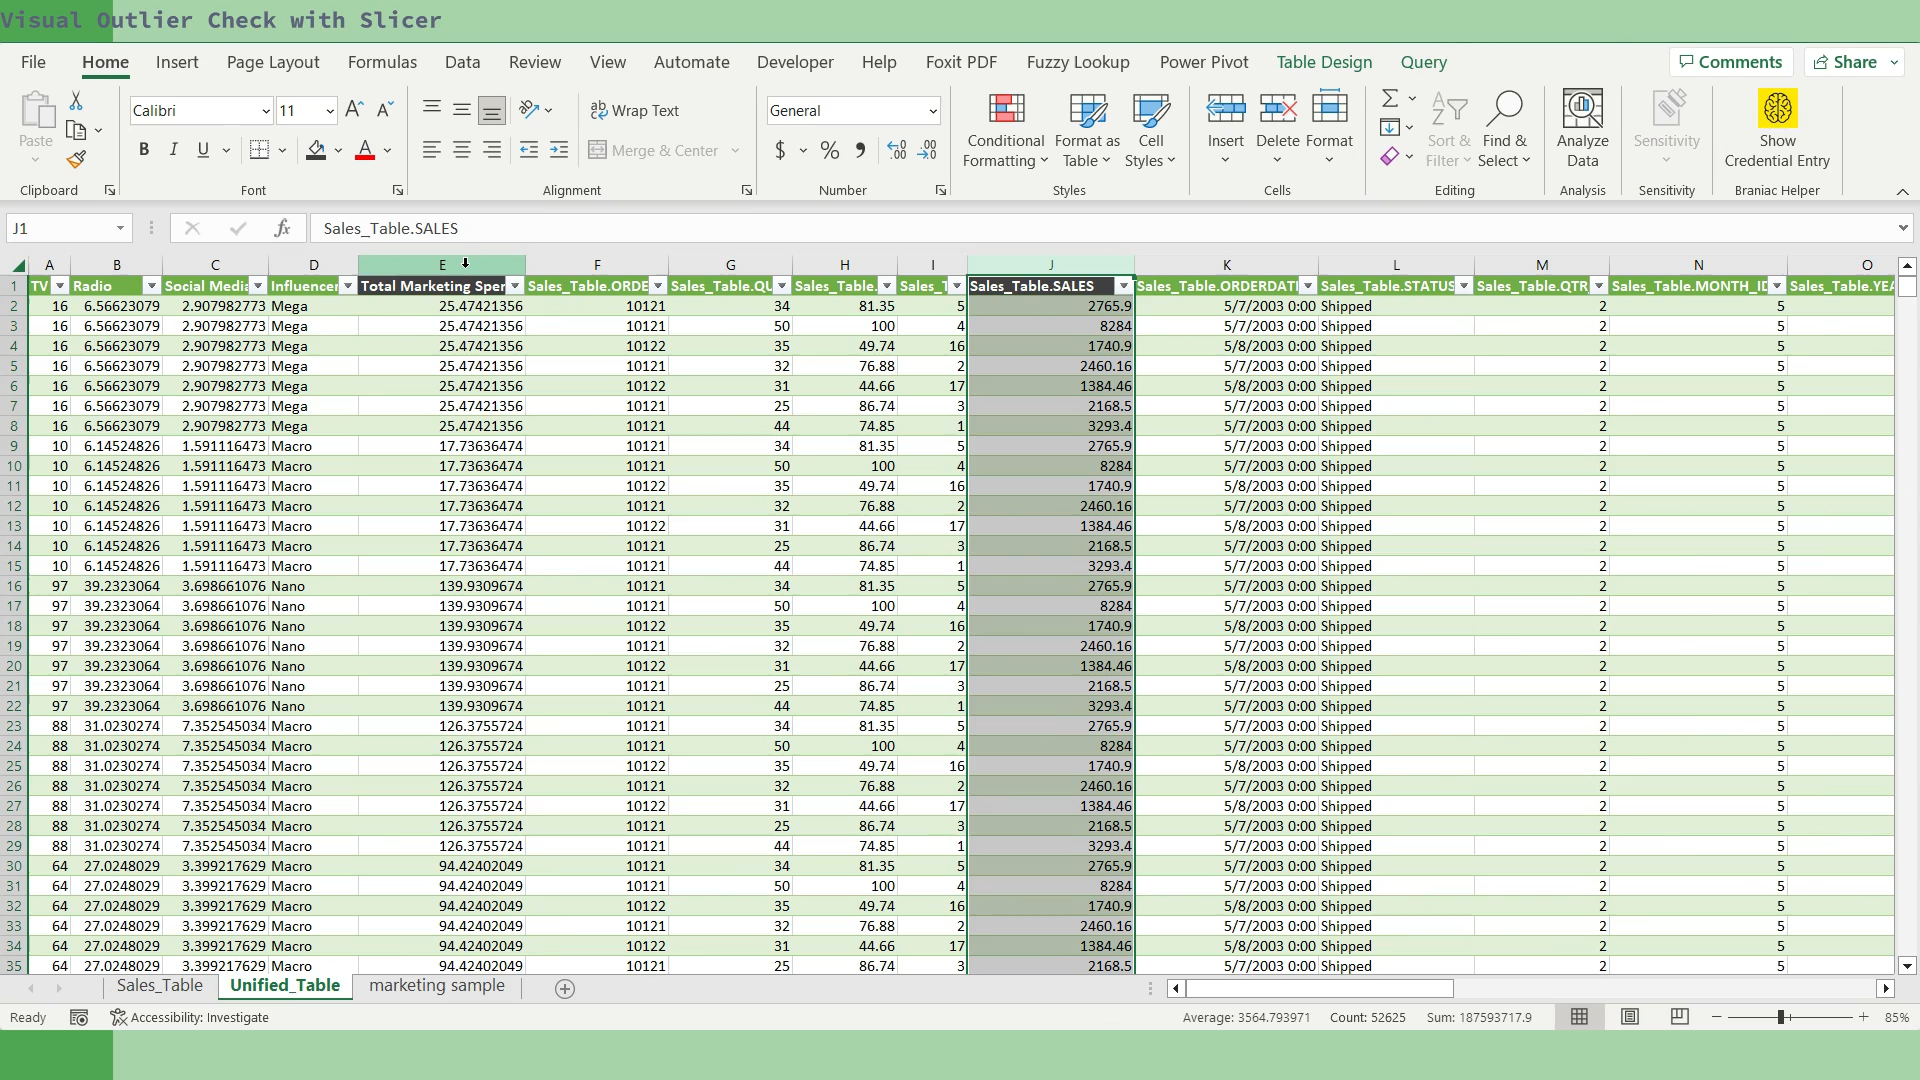 Visual Outlier Check with Slicer
File Home Insert Page Layout Formulas Data Review View Automate Developer Help Foxit PDF Fuzzy Lookup Power Pivot Table Design Query Comments Share
Paste
Calibri 11 Wrap Text General
B I U Merge & Center $ % 9
Conditional Formatting Format as Table Cell Styles Insert Delete Format Sort & Filter Find & Select Analyze Data Sensitivity Show Credential Entry
Clipboard Font Alignment Number Styles Cells Editing Analysis Sensitivity Braniac Helper
J1 fx Sales_Table.SALES
A B C D E F G H I J K L M N O
1 TV Radio Social Media Influencer Total Marketing Sper Sales_Table.ORDE Sales_Table.QU Sales_Table. Sales_T Sales_Table.SALES Sales_Table.ORDERDATI Sales_Table.STATUS Sales_Table.QTR Sales_Table.MONTH_ID Sales_Table.YEA
2 16 6.56623079 2.907982773 Mega 25.47421356 10121 34 81.35 5 2765.9 5/7/2003 0:00 Shipped 2 5
3 16 6.56623079 2.907982773 Mega 25.47421356 10121 50 100 4 8284 5/7/2003 0:00 Shipped 2 5
4 16 6.56623079 2.907982773 Mega 25.47421356 10122 35 49.74 16 1740.9 5/8/2003 0:00 Shipped 2 5
5 16 6.56623079 2.907982773 Mega 25.47421356 10121 32 76.88 2 2460.16 5/7/2003 0:00 Shipped 2 5
6 16 6.56623079 2.907982773 Mega 25.47421356 10122 31 44.66 17 1384.46 5/8/2003 0:00 Shipped 2 5
7 16 6.56623079 2.907982773 Mega 25.47421356 10121 25 86.74 3 2168.5 5/7/2003 0:00 Shipped 2 5
8 16 6.56623079 2.907982773 Mega 25.47421356 10121 44 74.85 1 3293.4 5/7/2003 0:00 Shipped 2 5
9 10 6.14524826 1.591116473 Macro 17.73636474 10121 34 81.35 5 2765.9 5/7/2003 0:00 Shipped 2 5
10 10 6.14524826 1.591116473 Macro 17.73636474 10121 50 100 4 8284 5/7/2003 0:00 Shipped 2 5
11 10 6.14524826 1.591116473 Macro 17.73636474 10122 35 49.74 16 1740.9 5/8/2003 0:00 Shipped 2 5
12 10 6.14524826 1.591116473 Macro 17.73636474 10121 32 76.88 2 2460.16 5/7/2003 0:00 Shipped 2 5
13 10 6.14524826 1.591116473 Macro 17.73636474 10122 31 44.66 17 1384.46 5/8/2003 0:00 Shipped 2 5
14 10 6.14524826 1.591116473 Macro 17.73636474 10121 25 86.74 3 2168.5 5/7/2003 0:00 Shipped 2 5
15 10 6.14524826 1.591116473 Macro 17.73636474 10121 44 74.85 1 3293.4 5/7/2003 0:00 Shipped 2 5
16 97 39.2323064 3.698661076 Nano 139.9309674 10121 34 81.35 5 2765.9 5/7/2003 0:00 Shipped 2 5
17 97 39.2323064 3.698661076 Nano 139.9309674 10121 50 100 4 8284 5/7/2003 0:00 Shipped 2 5
18 97 39.2323064 3.698661076 Nano 139.9309674 10122 35 49.74 16 1740.9 5/8/2003 0:00 Shipped 2 5
19 97 39.2323064 3.698661076 Nano 139.9309674 10121 32 76.88 2 2460.16 5/7/2003 0:00 Shipped 2 5
20 97 39.2323064 3.698661076 Nano 139.9309674 10122 31 44.66 17 1384.46 5/8/2003 0:00 Shipped 2 5
21 97 39.2323064 3.698661076 Nano 139.9309674 10121 25 86.74 3 2168.5 5/7/2003 0:00 Shipped 2 5
22 97 39.2323064 3.698661076 Nano 139.9309674 10121 44 74.85 1 3293.4 5/7/2003 0:00 Shipped 2 5
23 88 31.0230274 7.352545034 Macro 126.3755724 10121 34 81.35 5 2765.9 5/7/2003 0:00 Shipped 2 5
24 88 31.0230274 7.352545034 Macro 126.3755724 10121 50 100 4 8284 5/7/2003 0:00 Shipped 2 5
25 88 31.0230274 7.352545034 Macro 126.3755724 10122 35 49.74 16 1740.9 5/8/2003 0:00 Shipped 2 5
26 88 31.0230274 7.352545034 Macro 126.3755724 10121 32 76.88 2 2460.16 5/7/2003 0:00 Shipped 2 5
27 88 31.0230274 7.352545034 Macro 126.3755724 10122 31 44.66 17 1384.46 5/8/2003 0:00 Shipped 2 5
28 88 31.0230274 7.352545034 Macro 126.3755724 10121 25 86.74 3 2168.5 5/7/2003 0:00 Shipped 2 5
29 88 31.0230274 7.352545034 Macro 126.3755724 10121 44 74.85 1 3293.4 5/7/2003 0:00 Shipped 2 5
30 64 27.0248029 3.399217629 Macro 94.42402049 10121 34 81.35 5 2765.9 5/7/2003 0:00 Shipped 2 5
31 64 27.0248029 3.399217629 Macro 94.42402049 10121 50 100 4 8284 5/7/2003 0:00 Shipped 2 5
32 64 27.0248029 3.399217629 Macro 94.42402049 10122 35 49.74 16 1740.9 5/8/2003 0:00 Shipped 2 5
33 64 27.0248029 3.399217629 Macro 94.42402049 10121 32 76.88 2 2460.16 5/7/2003 0:00 Shipped 2 5
34 64 27.0248029 3.399217629 Macro 94.42402049 10122 31 44.66 17 1384.46 5/8/2003 0:00 Shipped 2 5
35 64 27.0248029 3.399217629 Macro 94.42402049 10121 25 86.74 3 2168.5 5/7/2003 0:00 Shipped 2 5
Sales_Table Unified_Table marketing sample
Ready Accessibility: Investigate Average: 3564.793971 Count: 52625 Sum: 187593717.9 85%